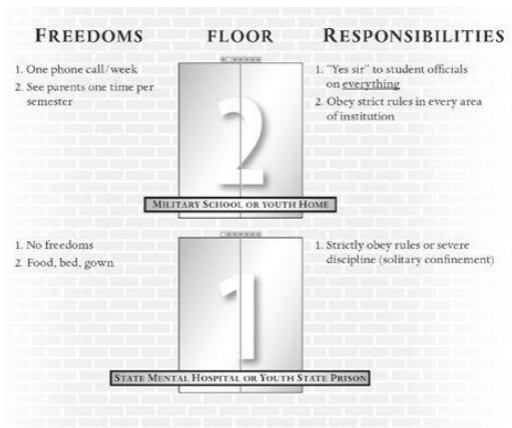 FREEDOMS FLOOR RESPONSIBILITIES
1. One phone call/week
2. See parents one time per
semester
2
1. "Yes sir" to student officials
on everything
2. Obey strict rules in every area
of institution
MILITARY SCHOOL OR YOUTH HOME
1. No freedoms
2. Food, bed, gown
1
1. Strictly obey rules or severe
discipline (solitary confinement)
STATE MENTAL HOSPITAL OR YOUTH STATE PRISON